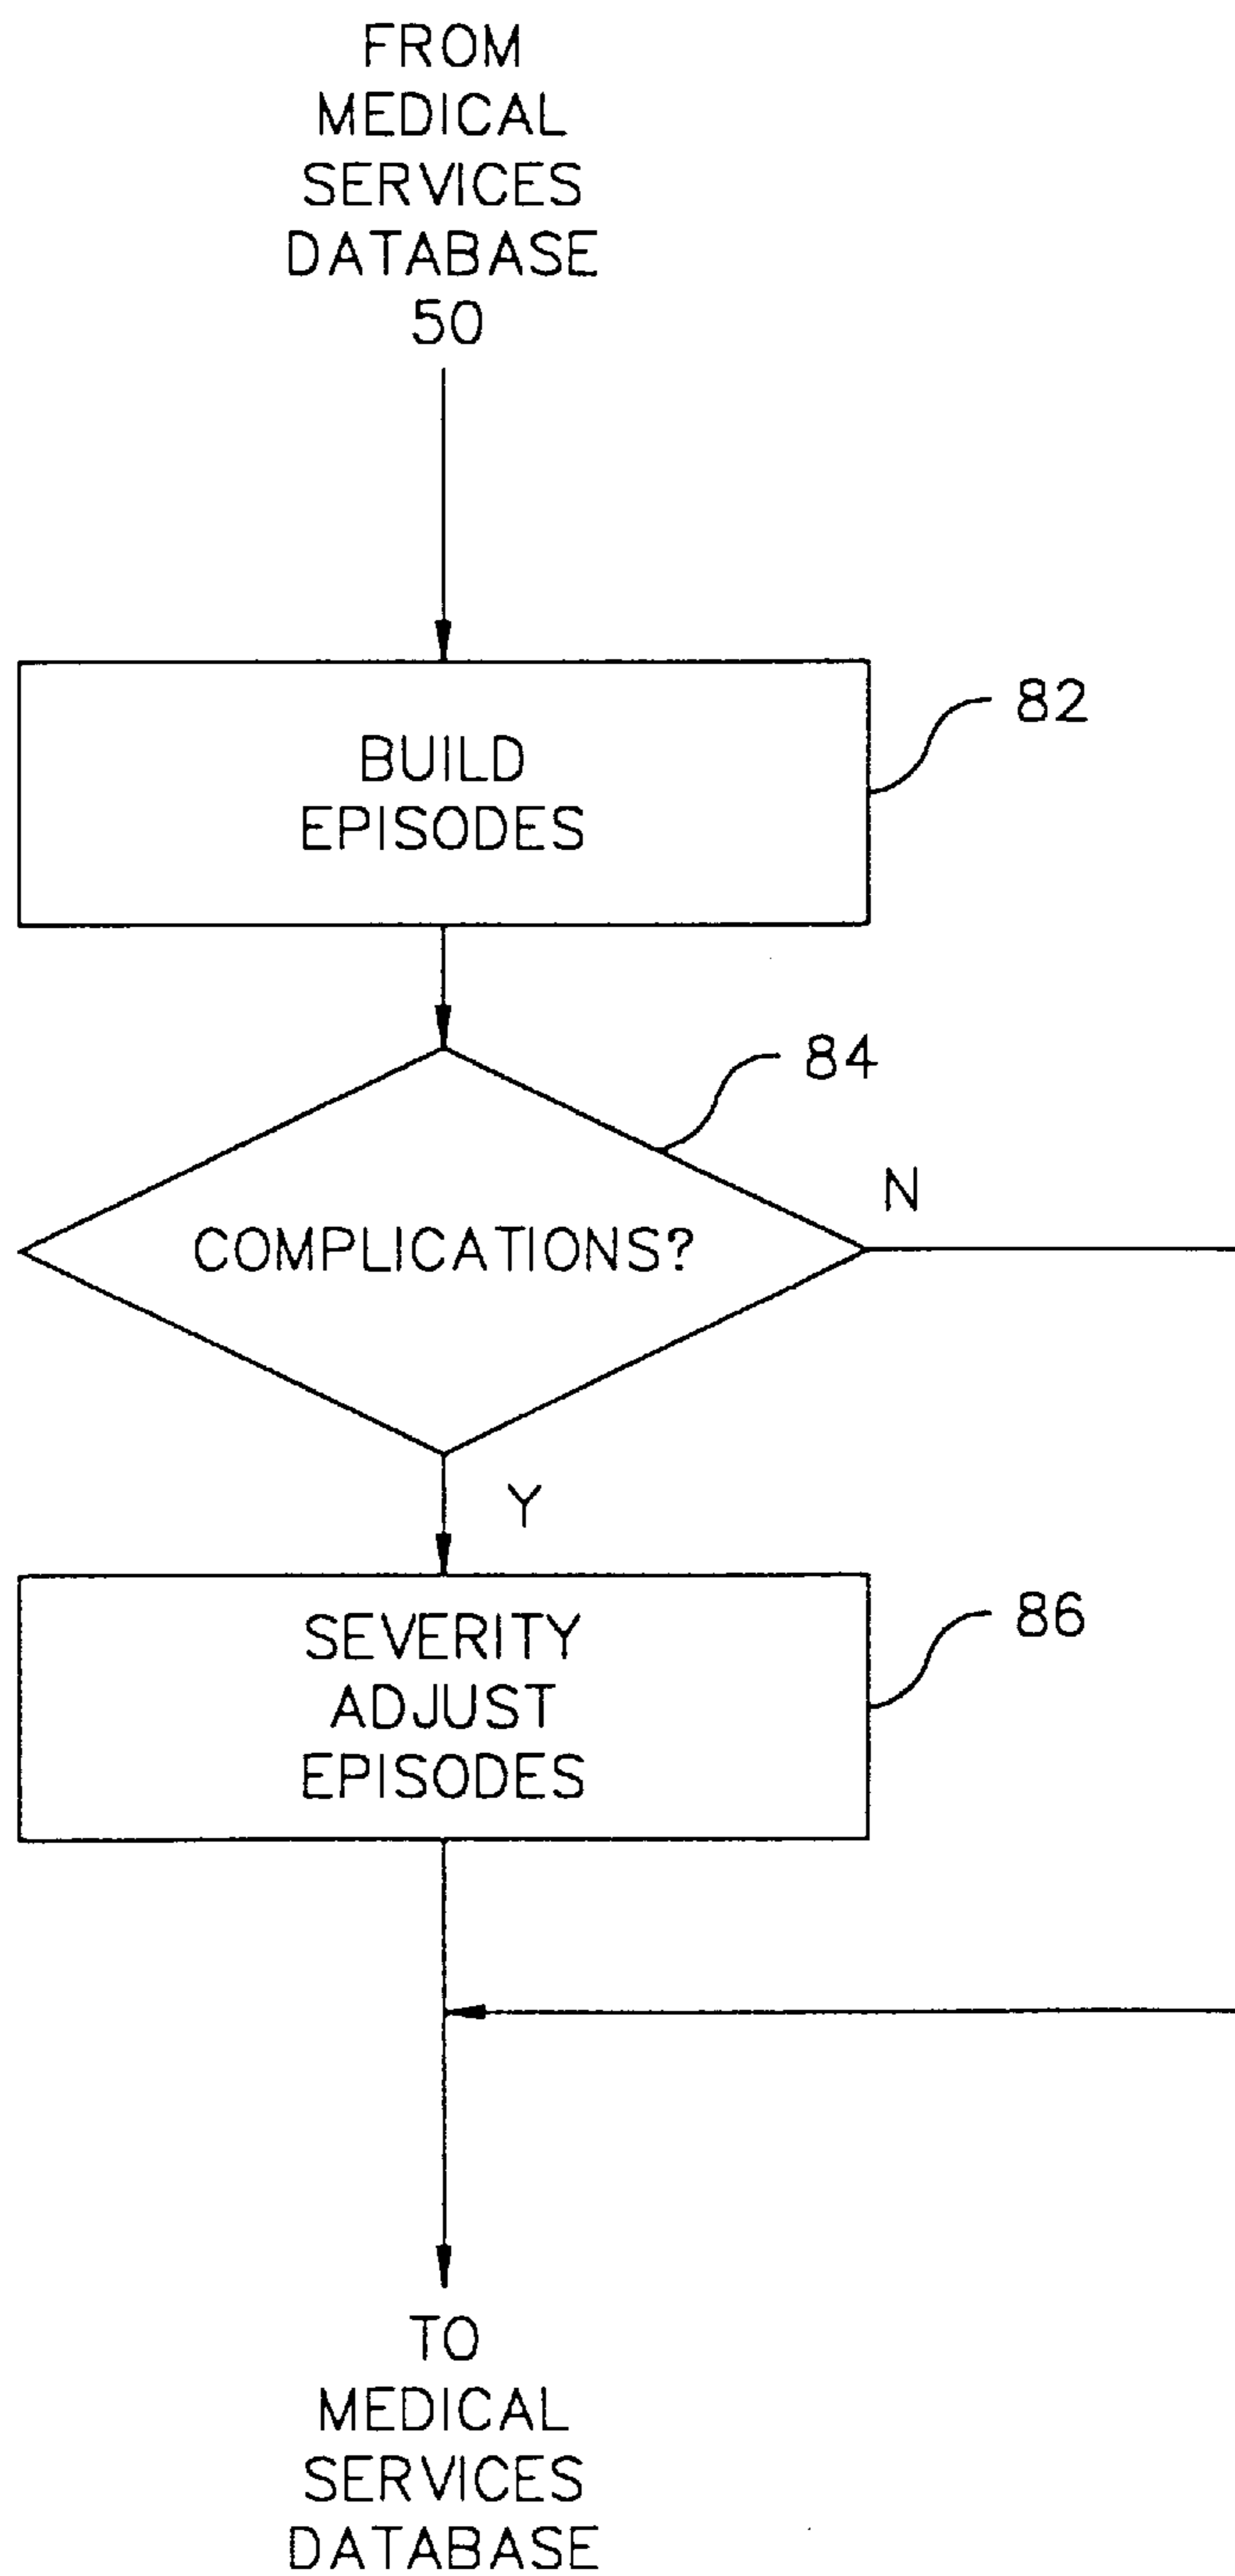 FROM
MEDICAL
SERVICES
DATABASE
50
82
BUILD
EPISODES
84
N
COMPLICATIONS?
Y
86
SEVERITY
ADJUST
EPISODES
TO
MEDICAL
SERVICES
DATABASE